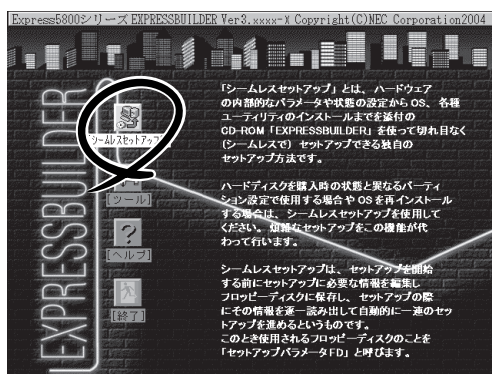 Express5800シリーズ EXPRESSBUILDER Ver3.xxxx-X Copyright(C)NEC Corporation2004
EXPRESSBUILDER
[シームレスセットアップ]
[ツール]
[ヘルプ]
[終了]
「シームレスセットアップ」とは、ハードウェア
の内部的なパラメータや状態の設定からOS、各種
ユーティリティのインストールまでを添付の
CD-ROM「EXPRESSBUILDER」を使って切れ目なく
(シームレスで) セットアップできる独自の
セットアップ方法です。
ハードディスクを購入時の状態と異なるパーティ
ション設定で使用する場合やOSを再インストール
する場合は、シームレスセットアップを使用して
ください。煩雑なセットアップをこの機能が代
わって行います。
シームレスセットアップは、セットアップを開始
する前にセットアップに必要な情報を編集し
フロッピーディスクに保存し、セットアップの際
にその情報を逐一読み出して自動的に一連のセッ
トアップを進めるというものです。
このとき使用されるフロッピーディスクのことを
「セットアップパラメータFD」と呼びます。